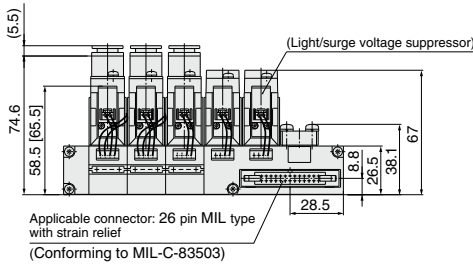 (5.5)
(Light/surge voltage suppressor)
74.6
58.5 [65.5]
67
38.1
26.5
8.8
28.5
Applicable connector: 26 pin MIL type
with strain relief
(Conforming to MIL-C-83503)